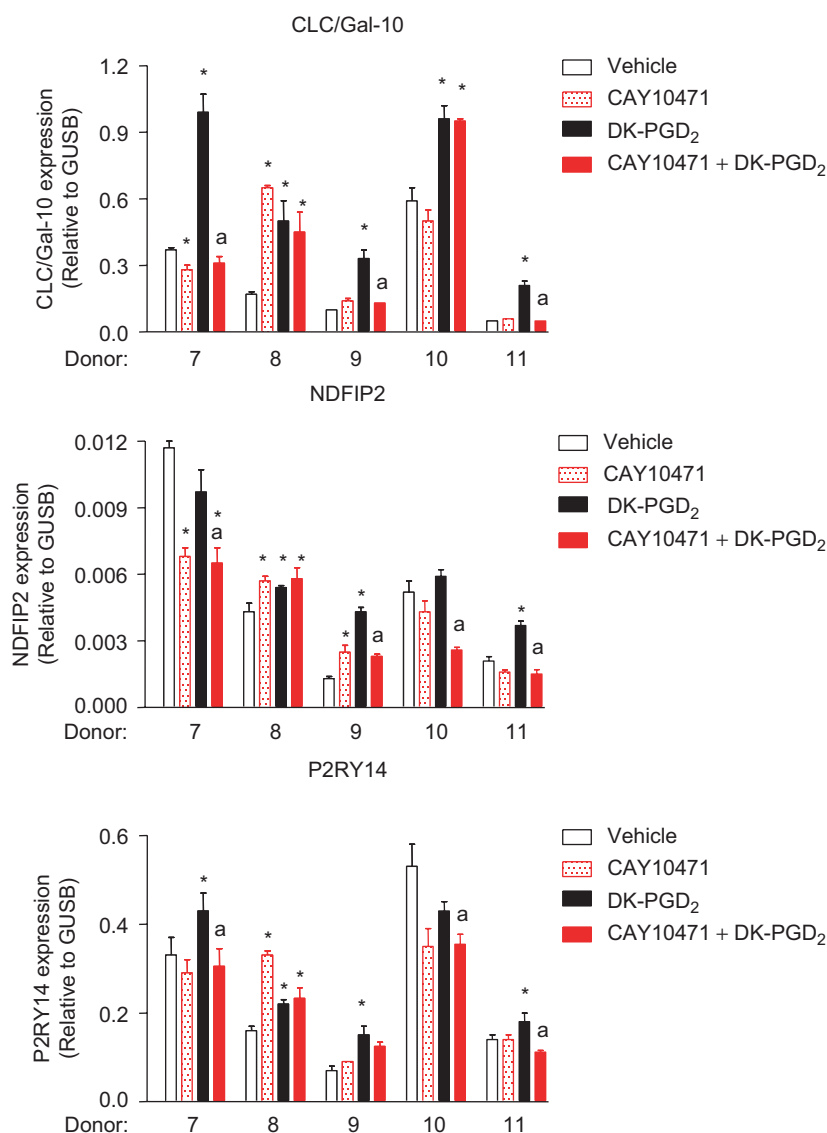 CLC/Gal-10
CLC/Gal-10 expression
(Relative to GUSB)
1.2
0.9
0.6
0.3
0.0
* * a * * * * a * * * a
Donor: 7 8 9 10 11
Vehicle
CAY10471
DK-PGD₂
CAY10471 + DK-PGD₂
NDFIP2
NDFIP2 expression
(Relative to GUSB)
0.012
0.009
0.006
0.003
0.000
* * a * * * * * a a * a
Donor: 7 8 9 10 11
Vehicle
CAY10471
DK-PGD₂
CAY10471 + DK-PGD₂
P2RY14
P2RY14 expression
(Relative to GUSB)
0.6
0.4
0.2
0.0
* a * * * * a * a
Donor: 7 8 9 10 11
Vehicle
CAY10471
DK-PGD₂
CAY10471 + DK-PGD₂